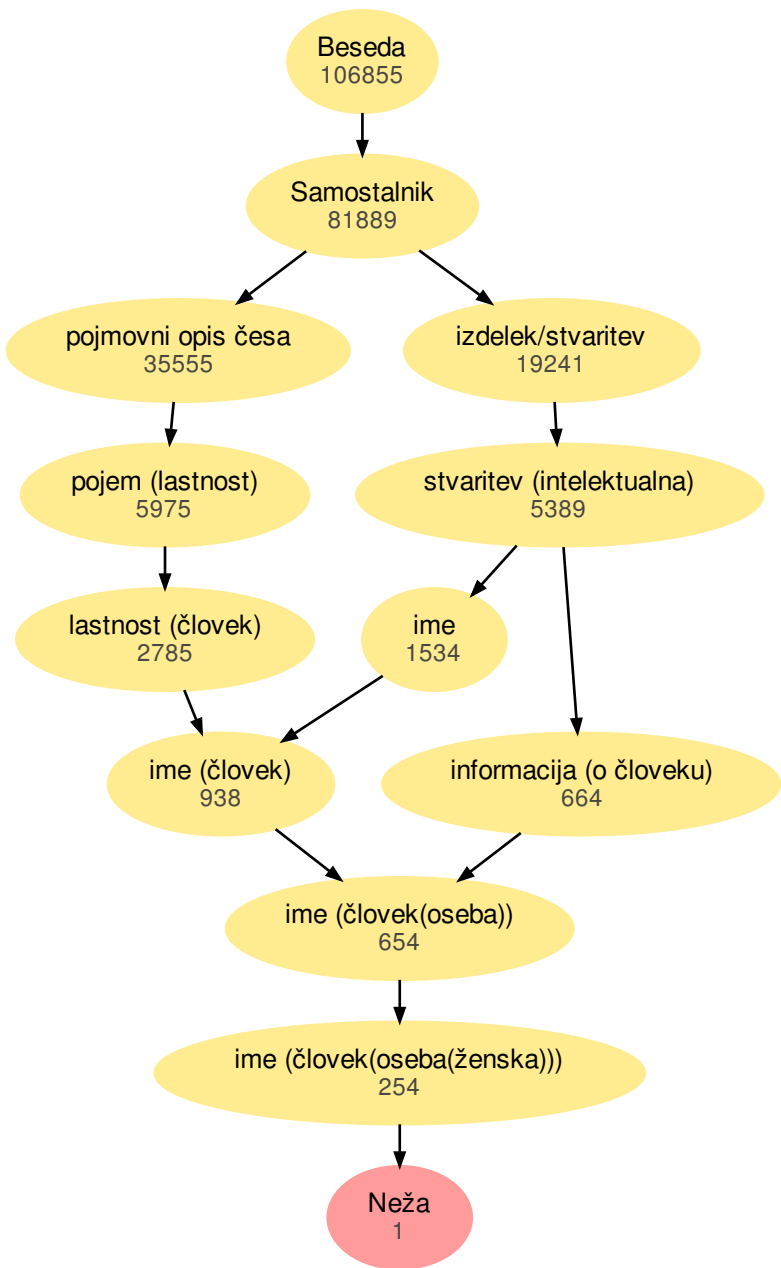 Beseda
106855
Samostalnik
81889
pojmovni opis česa
35555
izdelek/stvaritev
19241
pojem (lastnost)
5975
stvaritev (intelektualna)
5389
lastnost (človek)
2785
ime
1534
ime (človek)
938
informacija (o človeku)
664
ime (človek(oseba))
654
ime (človek(oseba(ženska)))
254
Neža
1